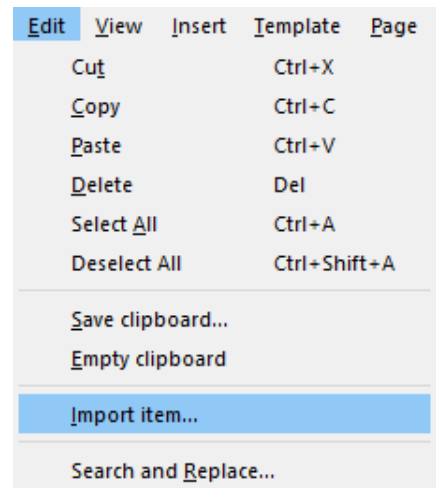 Edit View Insert Template Page
Cut Ctrl+X
Copy Ctrl+C
Paste Ctrl+V
Delete Del
Select All Ctrl+A
Deselect All Ctrl+Shift+A
Save clipboard...
Empty clipboard
Import item...
Search and Replace...